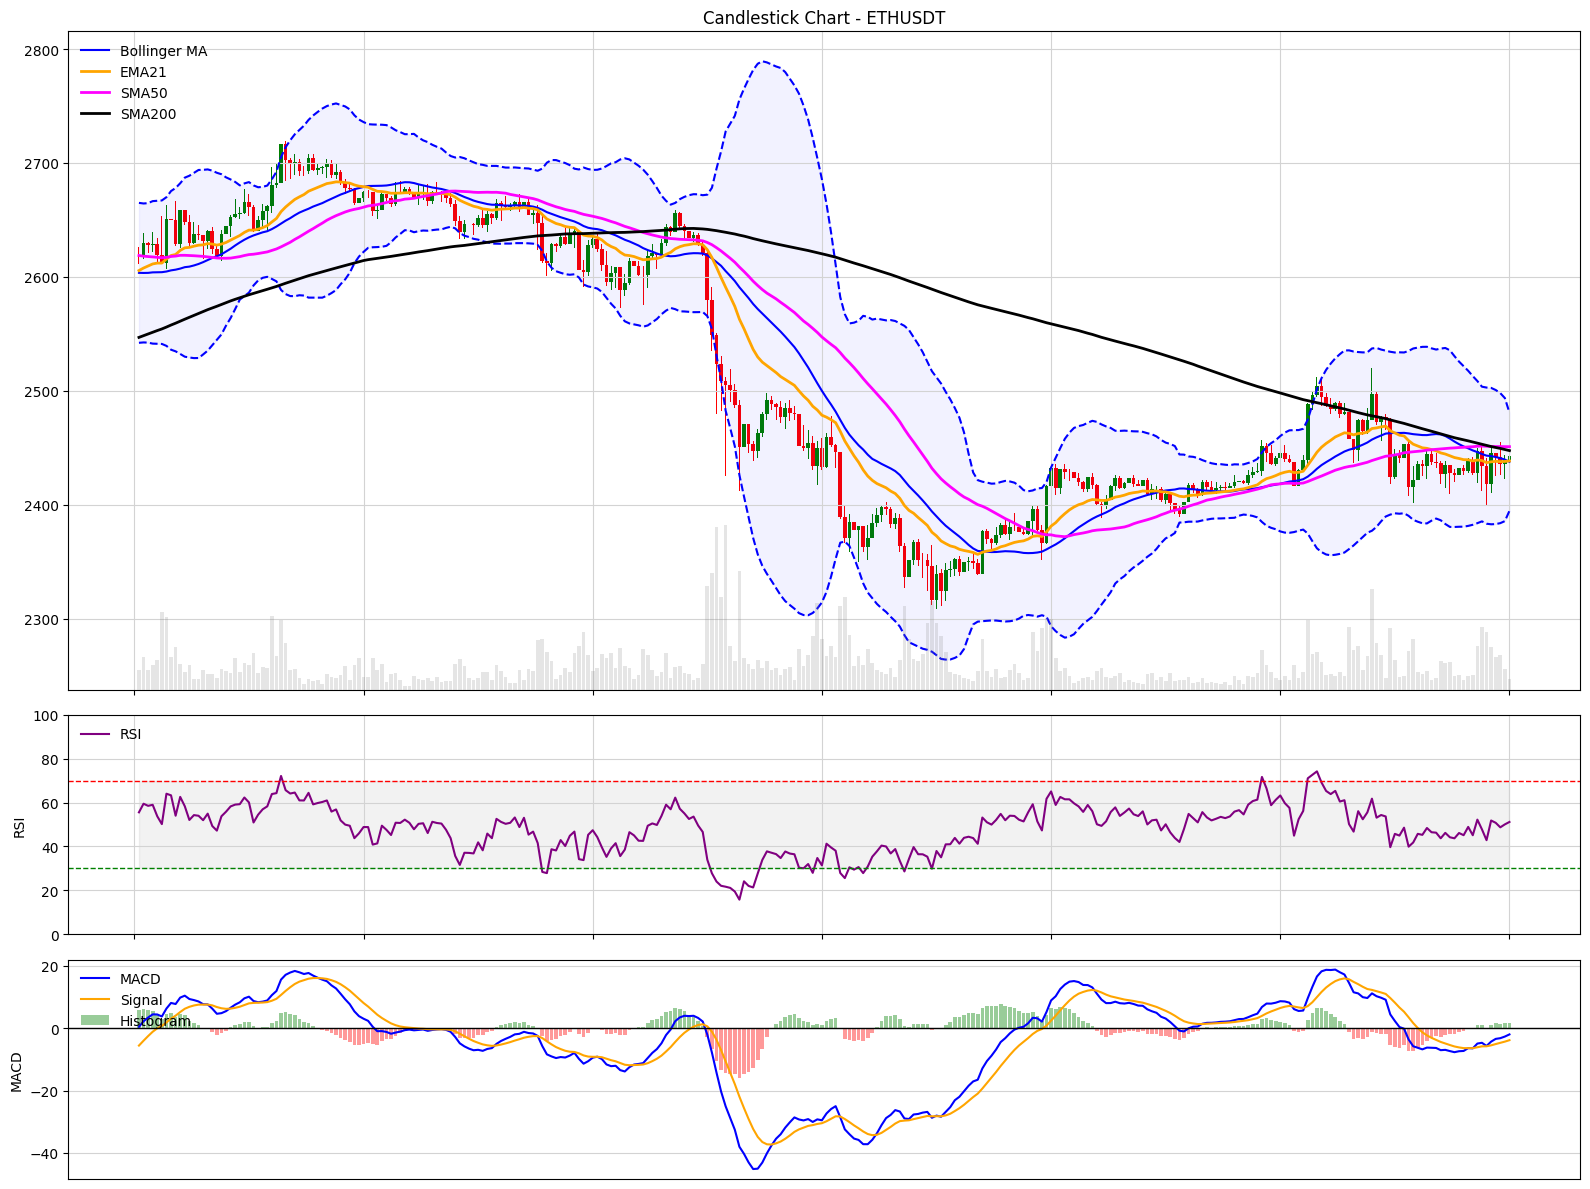 Candlestick Chart - ETHUSDT
Bollinger MA
EMA21
SMA50
SMA200
2800
2700
2600
2500
2400
2300
RSI
100
80
60
40
20
0
RSI
MACD
Signal
Histogram
20
0
−20
−40
MACD